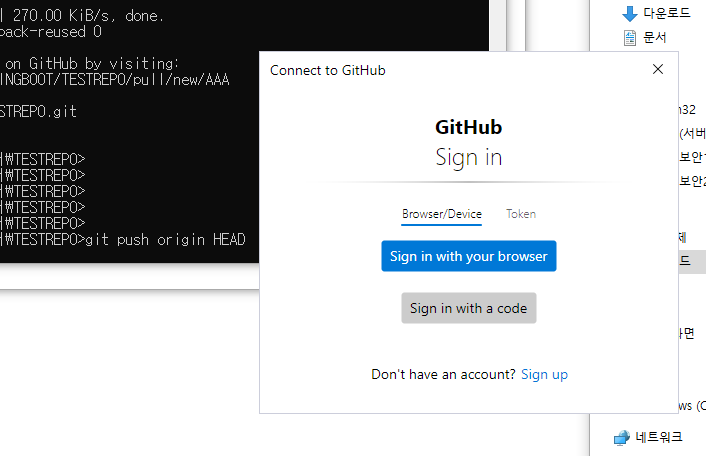 270.00 KiB/s, done.
pack-reused 0
on GitHub by visiting:
INGBOOT/TESTREPO/pull/new/AAA
STREPO.git
₩TESTREPO>
₩TESTREPO>
₩TESTREPO>
₩TESTREPO>
₩TESTREPO>
₩TESTREPO>git push origin HEAD
Connect to GitHub
GitHub
Sign in
Browser/Device
Token
Sign in with your browser
Sign in with a code
Don't have an account? Sign up
다운로드
문서
32
(서버
보안
보안2
드
면
ws (C
네트워크